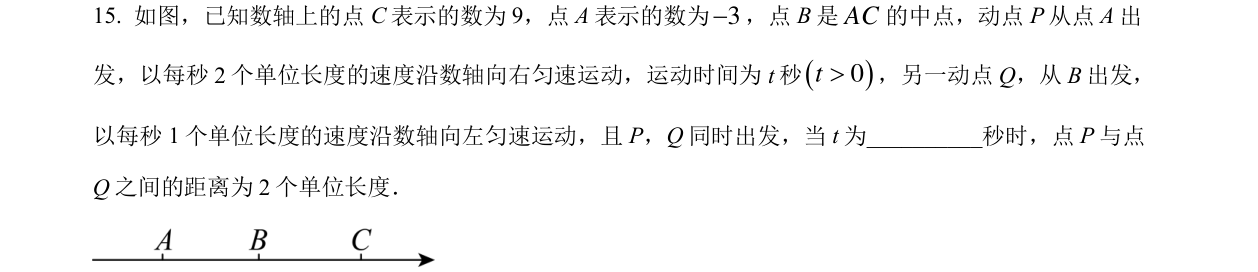 15. 如图，已知数轴上的点 C 表示的数为 9，点 A 表示的数为−3，点 B 是 AC 的中点，动点 P 从点 A 出
发，以每秒 2 个单位长度的速度沿数轴向右匀速运动，运动时间为 t 秒(t > 0)，另一动点 Q，从 B 出发，
以每秒 1 个单位长度的速度沿数轴向左匀速运动，且 P，Q 同时出发，当 t 为__________秒时，点 P 与点
Q 之间的距离为 2 个单位长度．
A B C